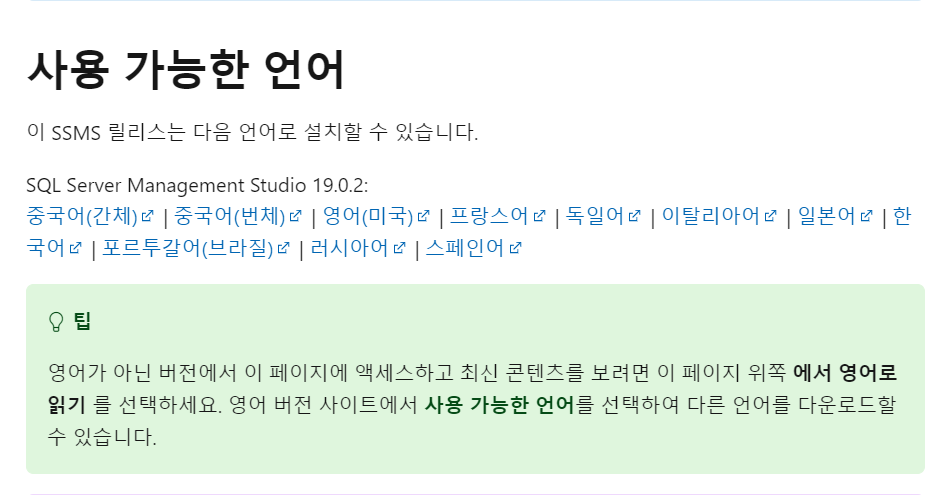 사용 가능한 언어
이 SSMS 릴리스는 다음 언어로 설치할 수 있습니다.
SQL Server Management Studio 19.0.2:
중국어(간체) | 중국어(번체) | 영어(미국) | 프랑스어 | 독일어 | 이탈리아어 | 일본어 | 한
국어 | 포르투갈어(브라질) | 러시아어 | 스페인어
팁
영어가 아닌 버전에서 이 페이지에 액세스하고 최신 콘텐츠를 보려면 이 페이지 위쪽 에서 영어로
읽기 를 선택하세요. 영어 버전 사이트에서 사용 가능한 언어를 선택하여 다른 언어를 다운로드할
수 있습니다.